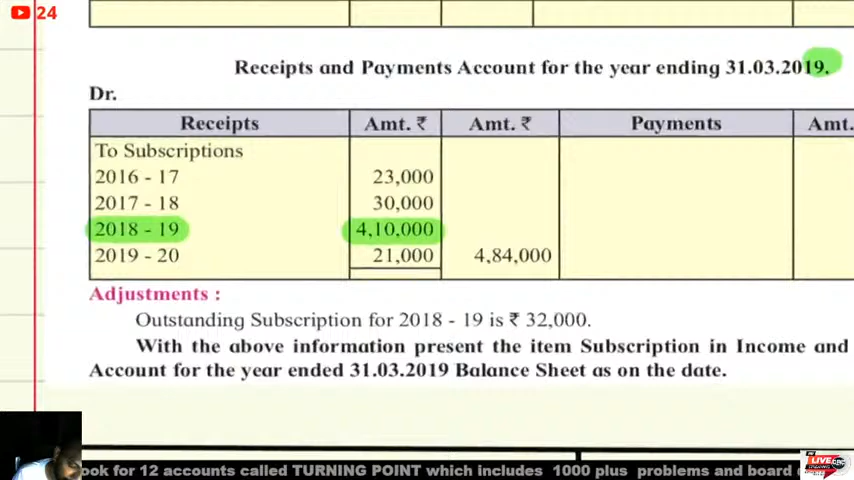 24
Receipts and Payments Account for the year ending 31.03.2019.
Dr.
Receipts Amt. ₹ Amt. ₹ Payments Amt.
To Subscriptions
2016 - 17 23,000
2017 - 18 30,000
2018 - 19 4,10,000
2019 - 20 21,000 4,84,000
Adjustments :
Outstanding Subscription for 2018 - 19 is ₹ 32,000.
With the above information present the item Subscription in Income and
Account for the year ended 31.03.2019 Balance Sheet as on the date.
ook for 12 accounts called TURNING POINT which includes 1000 plus problems and board
LIVE